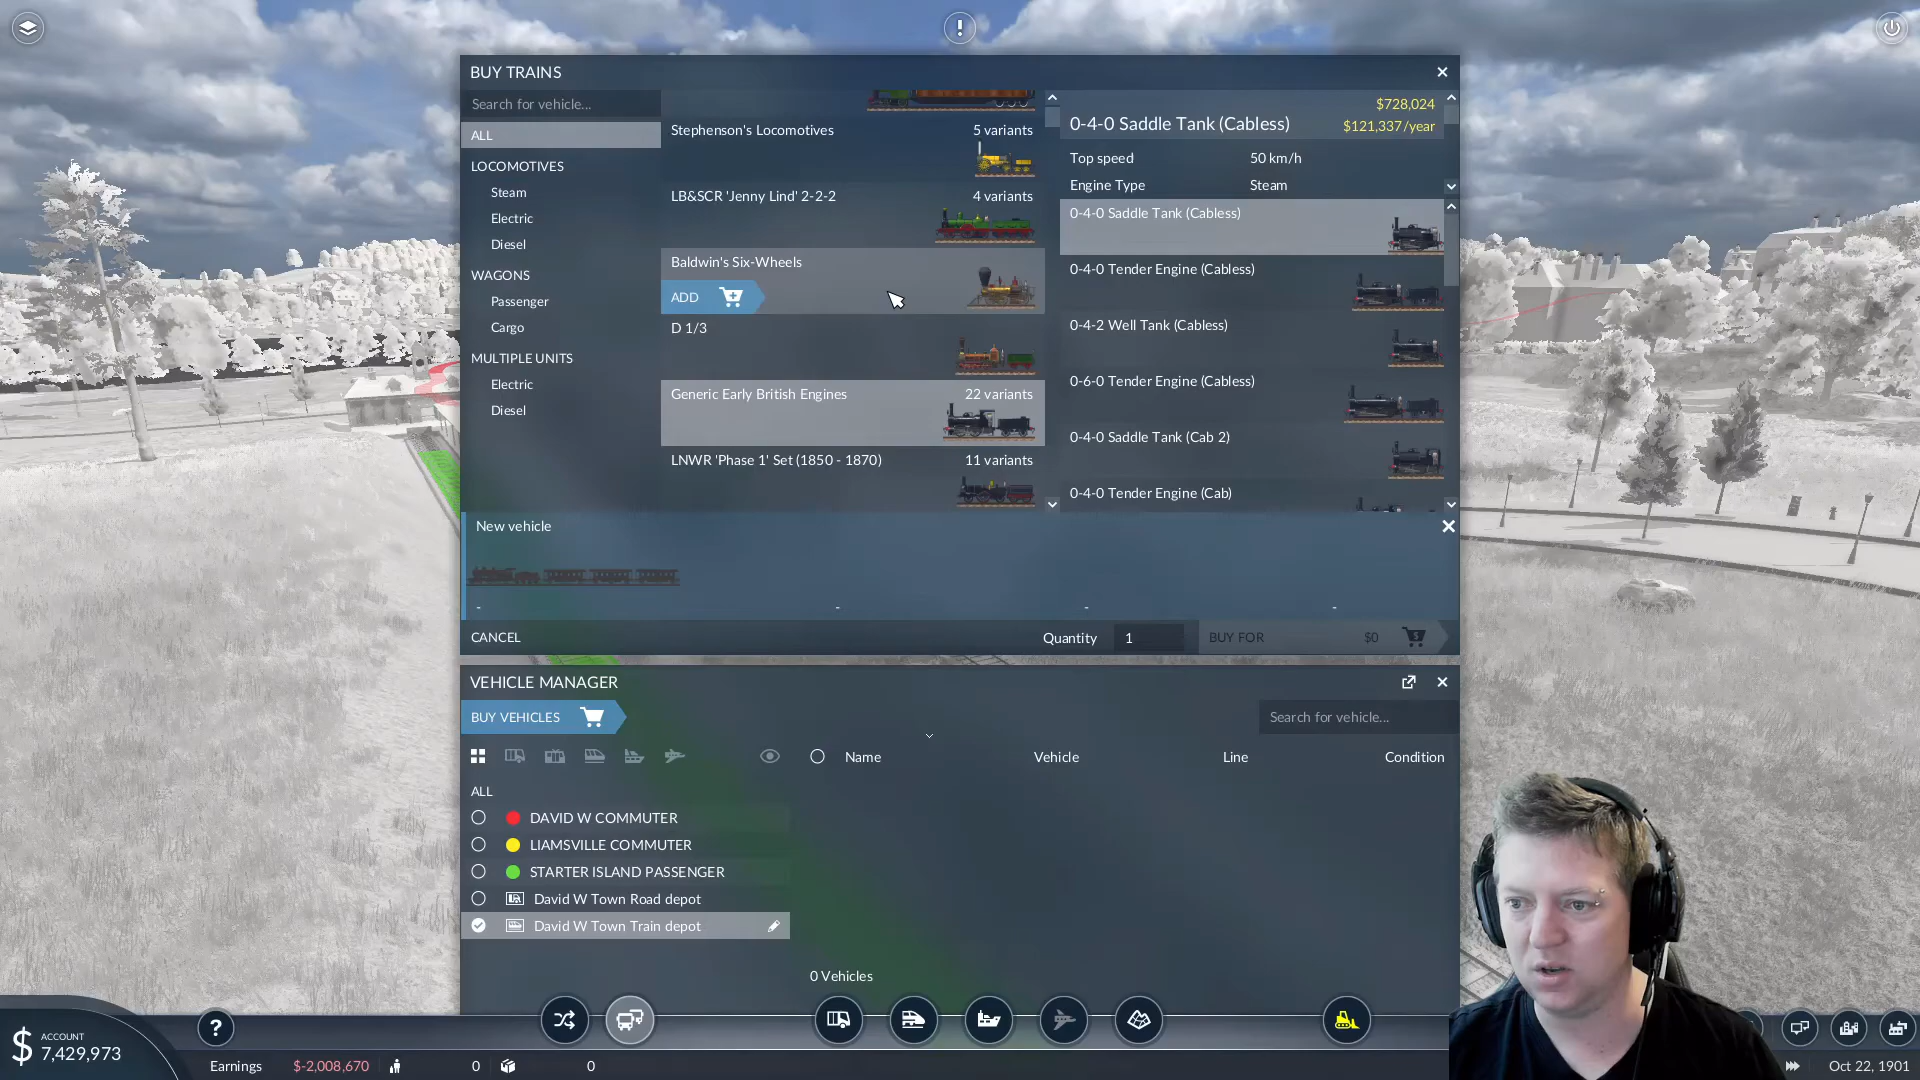 BUY TRAINS
Search for vehicle...
ALL
LOCOMOTIVES
Steam
Electric
Diesel
WAGONS
Passenger
Cargo
MULTIPLE UNITS
Electric
Diesel
Stephenson's Locomotives 5 variants
LB&SCR 'Jenny Lind' 2-2-2 4 variants
Baldwin's Six-Wheels
ADD
D 1/3
Generic Early British Engines 22 variants
LNWR 'Phase 1' Set (1850 - 1870) 11 variants
$728,024
0-4-0 Saddle Tank (Cabless) $121,337/year
Top speed 50 km/h
Engine Type Steam
0-4-0 Saddle Tank (Cabless)
0-4-0 Tender Engine (Cabless)
0-4-2 Well Tank (Cabless)
0-6-0 Tender Engine (Cabless)
0-4-0 Saddle Tank (Cab 2)
0-4-0 Tender Engine (Cab)
New vehicle
- - - -
CANCEL Quantity 1 BUY FOR $0
VEHICLE MANAGER
BUY VEHICLES Search for vehicle...
Name Vehicle Line Condition
ALL
DAVID W COMMUTER
LIAMSVILLE COMMUTER
STARTER ISLAND PASSENGER
David W Town Road depot
David W Town Train depot
0 Vehicles
$ ACCOUNT
7,429,973
?
Earnings $-2,008,670 0 0 Oct 22, 1901